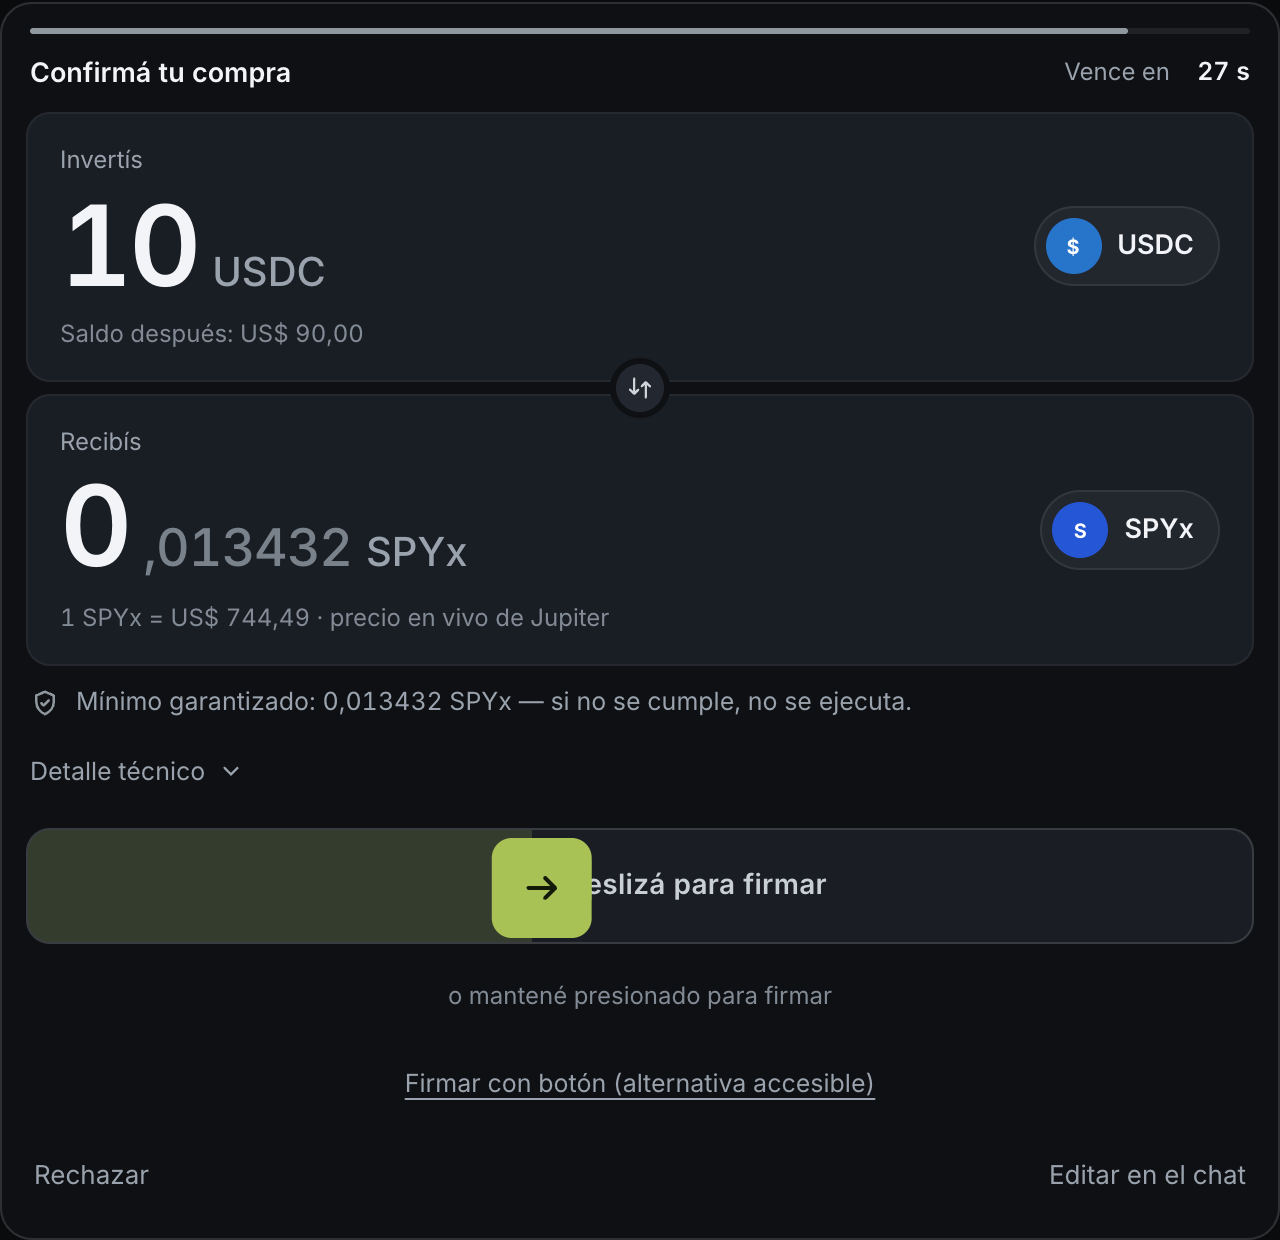 Confirmá tu compra
Vence en 27 s
Invertís
10 USDC
$ USDC
Saldo después: US$ 90,00
Recibís
0,013432 SPYx
S SPYx
1 SPYx = US$ 744,49 · precio en vivo de Jupiter
Mínimo garantizado: 0,013432 SPYx — si no se cumple, no se ejecuta.
Detalle técnico
eslizá para firmar
o mantené presionado para firmar
Firmar con botón (alternativa accesible)
Rechazar
Editar en el chat